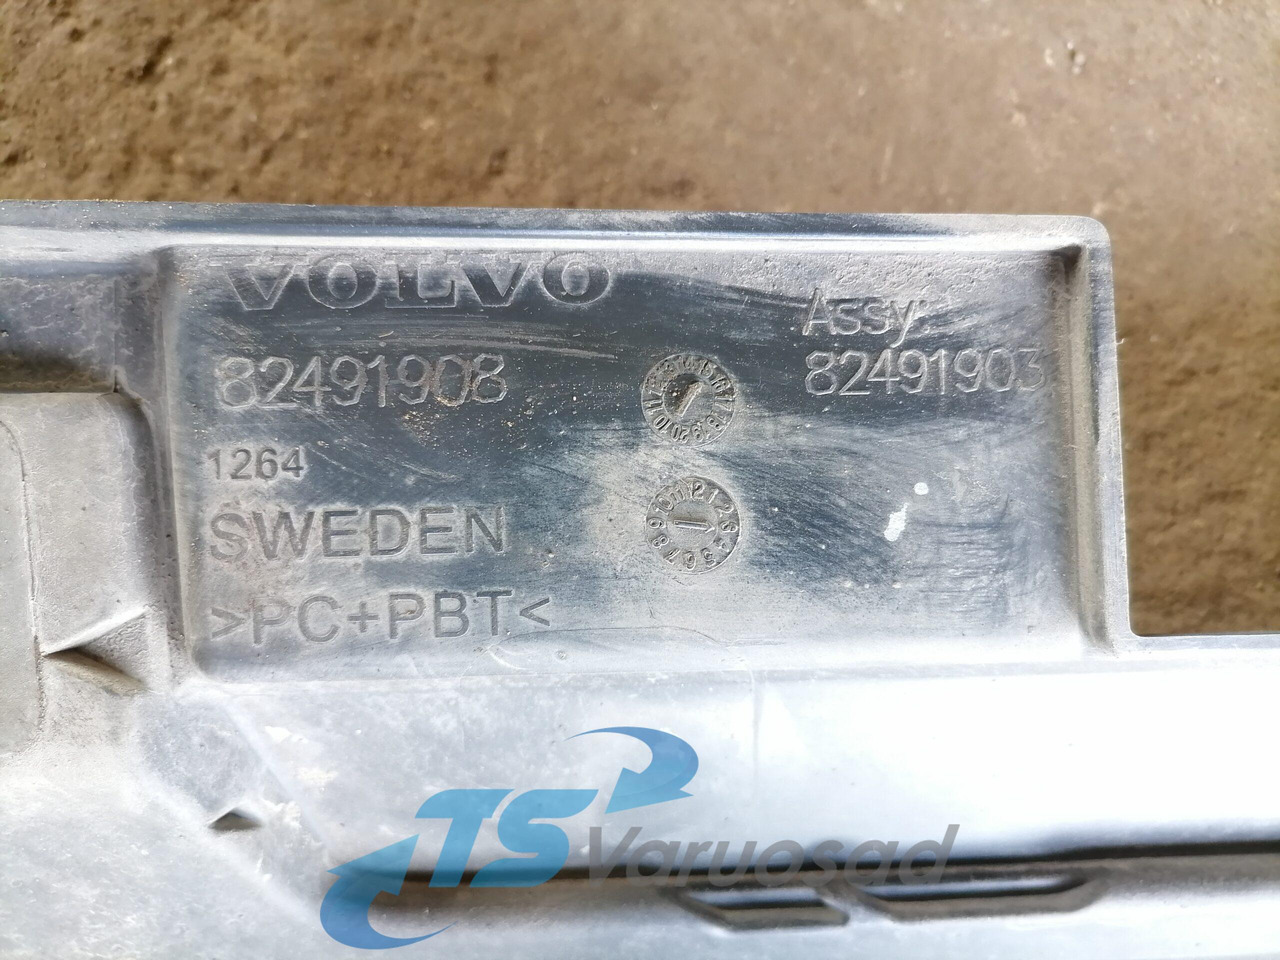 VOLVO
Assy:
82491908
82491903
1264
SWEDEN
>PC+PBT<
TS Varuosad